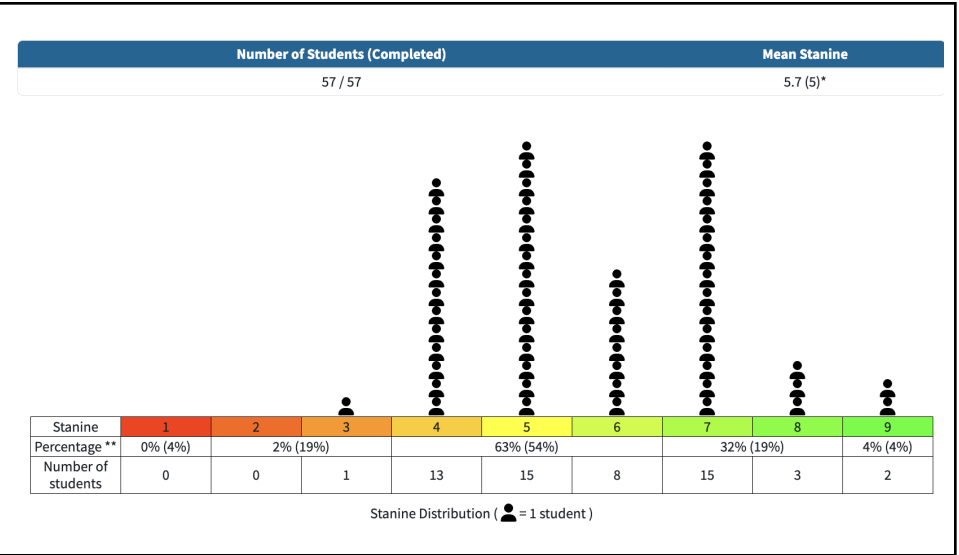 Number of Students (Completed) Mean Stanine
57 / 57 5.7 (5)*
Stanine 1 2 3 4 5 6 7 8 9
Percentage ** 0% (4%) 2% (19%) 63% (54%) 32% (19%) 4% (4%)
Number of
students 0 0 1 13 15 8 15 3 2
Stanine Distribution ( = 1 student )